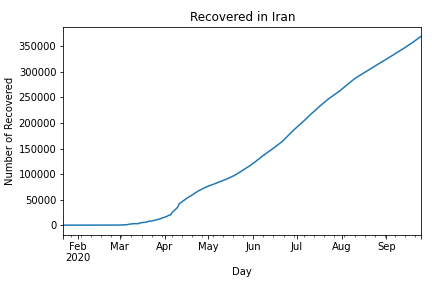 Recovered in Iran
Number of Recovered
350000
300000
250000
200000
150000
100000
50000
0
Feb Mar Apr May Jun Jul Aug Sep
2020
Day